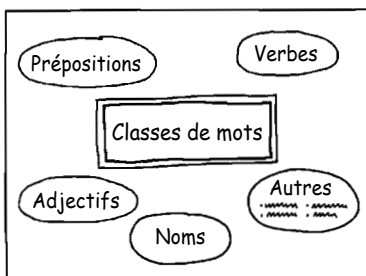 Prépositions
Verbes
Classes de mots
Adjectifs
Autres
Noms